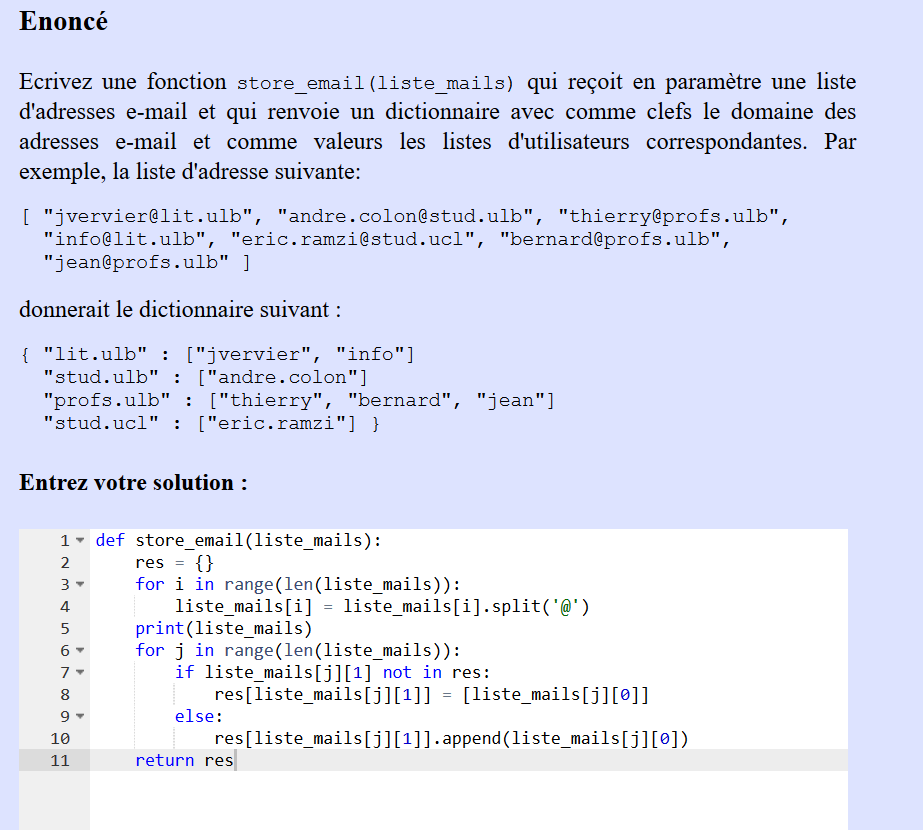 Enoncé
Ecrivez une fonction store_email(liste_mails) qui reçoit en paramètre une liste
d'adresses e-mail et qui renvoie un dictionnaire avec comme clefs le domaine des
adresses e-mail et comme valeurs les listes d'utilisateurs correspondantes. Par
exemple, la liste d'adresse suivante:
[ "jvervier@lit.ulb", "andre.colon@stud.ulb", "thierry@profs.ulb",
  "info@lit.ulb", "eric.ramzi@stud.ucl", "bernard@profs.ulb",
  "jean@profs.ulb" ]
donnerait le dictionnaire suivant :
{ "lit.ulb" : ["jvervier", "info"]
  "stud.ulb" : ["andre.colon"]
  "profs.ulb" : ["thierry", "bernard", "jean"]
  "stud.ucl" : ["eric.ramzi"] }
Entrez votre solution :
1 def store_email(liste_mails):
2     res = {}
3     for i in range(len(liste_mails)):
4         liste_mails[i] = liste_mails[i].split('@')
5     print(liste_mails)
6     for j in range(len(liste_mails)):
7         if liste_mails[j][1] not in res:
8             res[liste_mails[j][1]] = [liste_mails[j][0]]
9         else:
10             res[liste_mails[j][1]].append(liste_mails[j][0])
11     return res